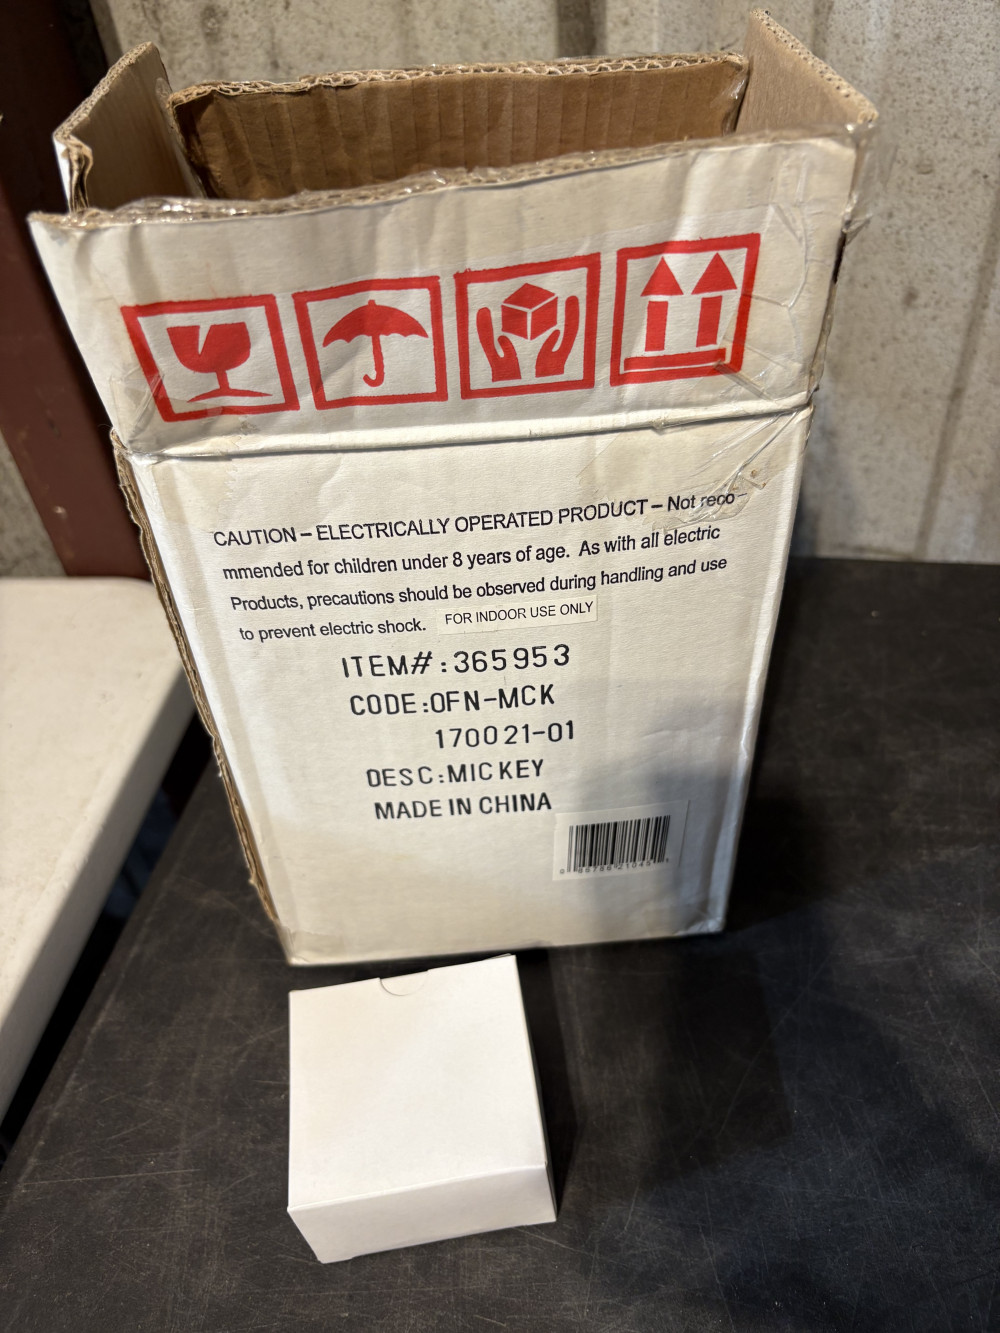 CAUTION – ELECTRICALLY OPERATED PRODUCT – Not reco–
mmended for children under 8 years of age. As with all electric
Products, precautions should be observed during handling and use
to prevent electric shock. FOR INDOOR USE ONLY
ITEM#:365953
CODE:OFN-MCK
170021-01
DESC:MICKEY
MADE IN CHINA